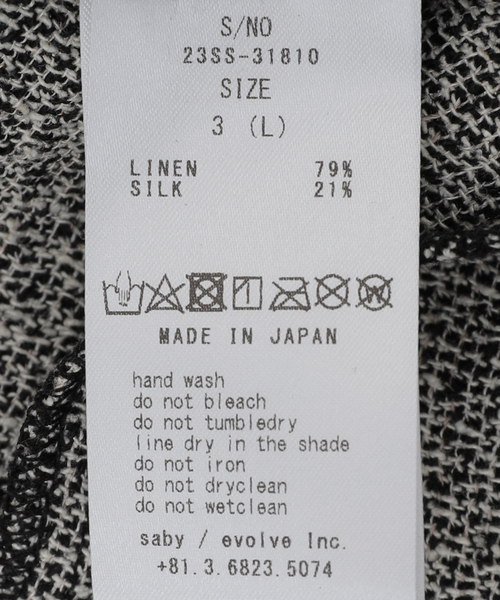 S/NO
23SS-31810
SIZE
3 (L)
LINEN 79%
SILK 21%
W
MADE IN JAPAN
hand wash
do not bleach
do not tumbledry
line dry in the shade
do not iron
do not dryclean
do not wetclean
saby / evolve Inc.
+81.3.6823.5074